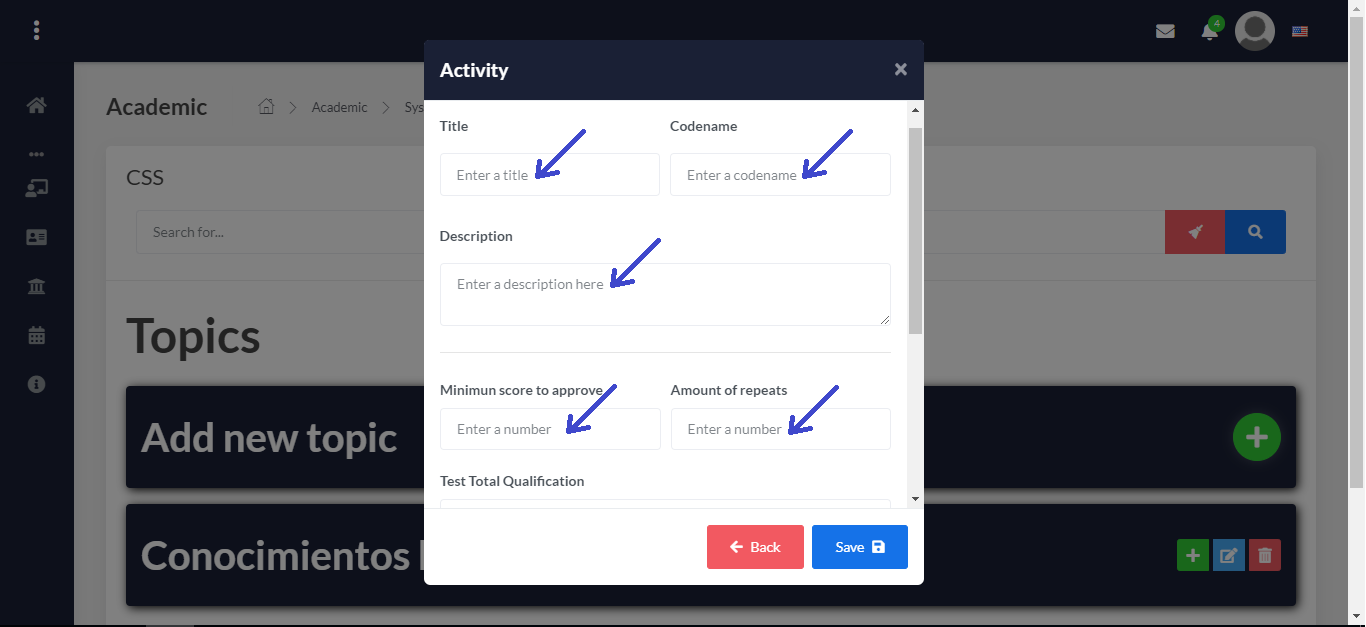 4
Activity
Academic
Academic
Sys
Title
Codename
Enter a title
Enter a codename
CSS
Search for...
Description
Enter a description here
Topics
Minimun score to approve
Amount of repeats
Enter a number
Enter a number
Add new topic
Test Total Qualification
Back
Save
Conocimientos